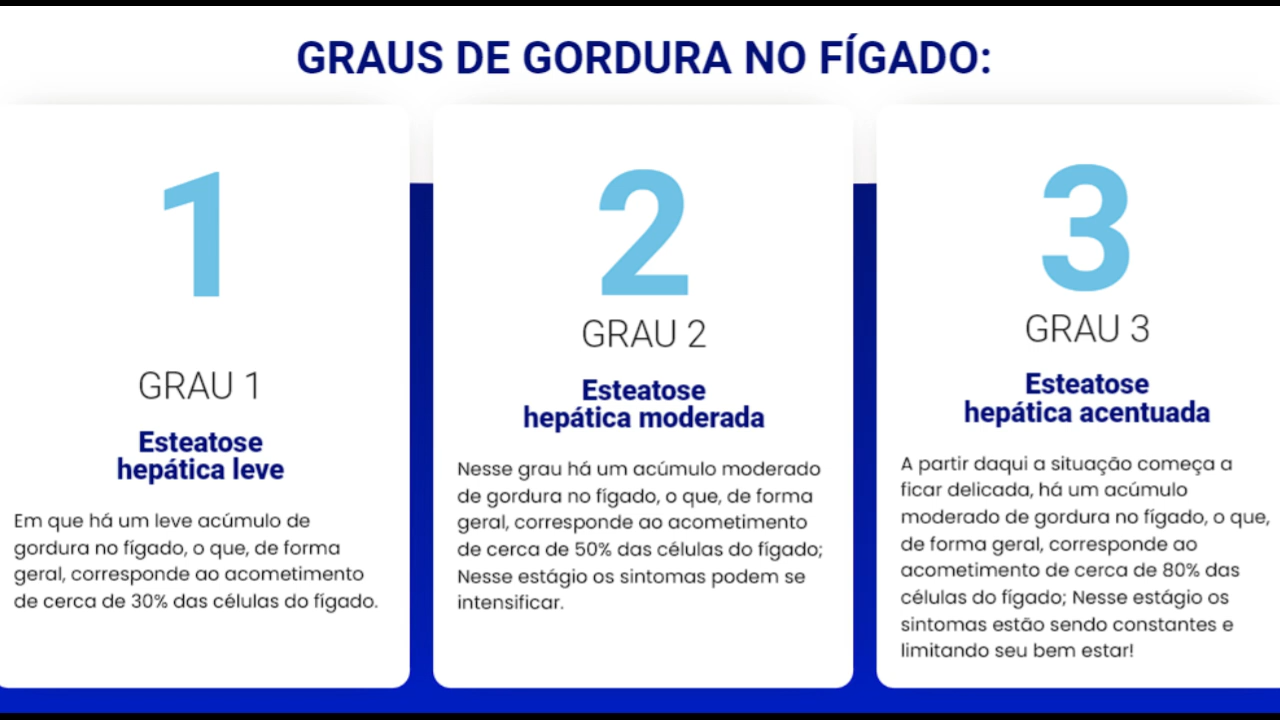 GRAUS DE GORDURA NO FÍGADO:
1
GRAU 1
Esteatose
hepática leve
Em que há um leve acúmulo de
gordura no fígado, o que, de forma
geral, corresponde ao acometimento
de cerca de 30% das células do fígado.
2
GRAU 2
Esteatose
hepática moderada
Nesse grau há um acúmulo moderado
de gordura no fígado, o que, de forma
geral, corresponde ao acometimento
de cerca de 50% das células do fígado;
Nesse estágio os sintomas podem se
intensificar.
3
GRAU 3
Esteatose
hepática acentuada
A partir daqui a situação começa a
ficar delicada, há um acúmulo
moderado de gordura no fígado, o que,
de forma geral, corresponde ao
acometimento de cerca de 80% das
células do fígado; Nesse estágio os
sintomas estão sendo constantes e
limitando seu bem estar!